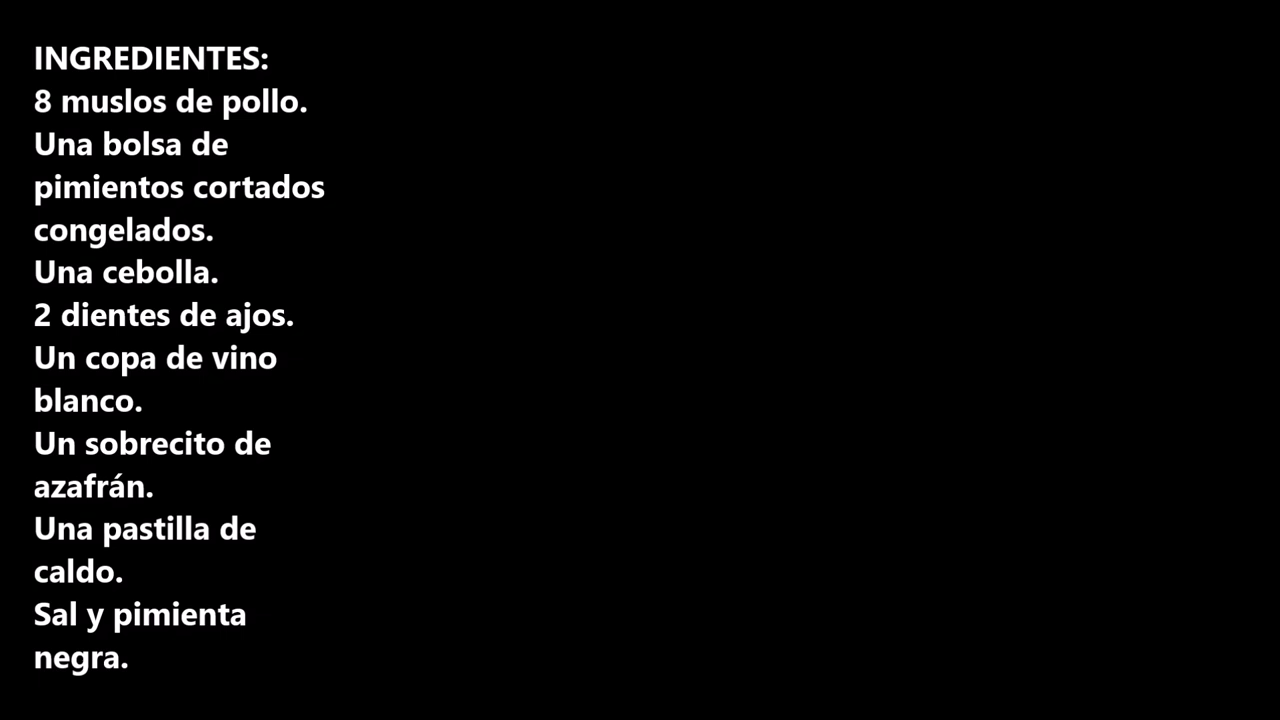 INGREDIENTES:
8 muslos de pollo.
Una bolsa de
pimientos cortados
congelados.
Una cebolla.
2 dientes de ajos.
Un copa de vino
blanco.
Un sobrecito de
azafrán.
Una pastilla de
caldo.
Sal y pimienta
negra.